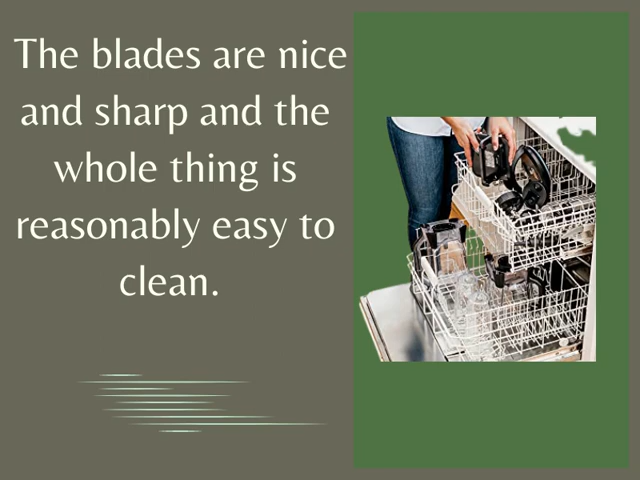 The blades are nice
and sharp and the
whole thing is
reasonably easy to
clean.